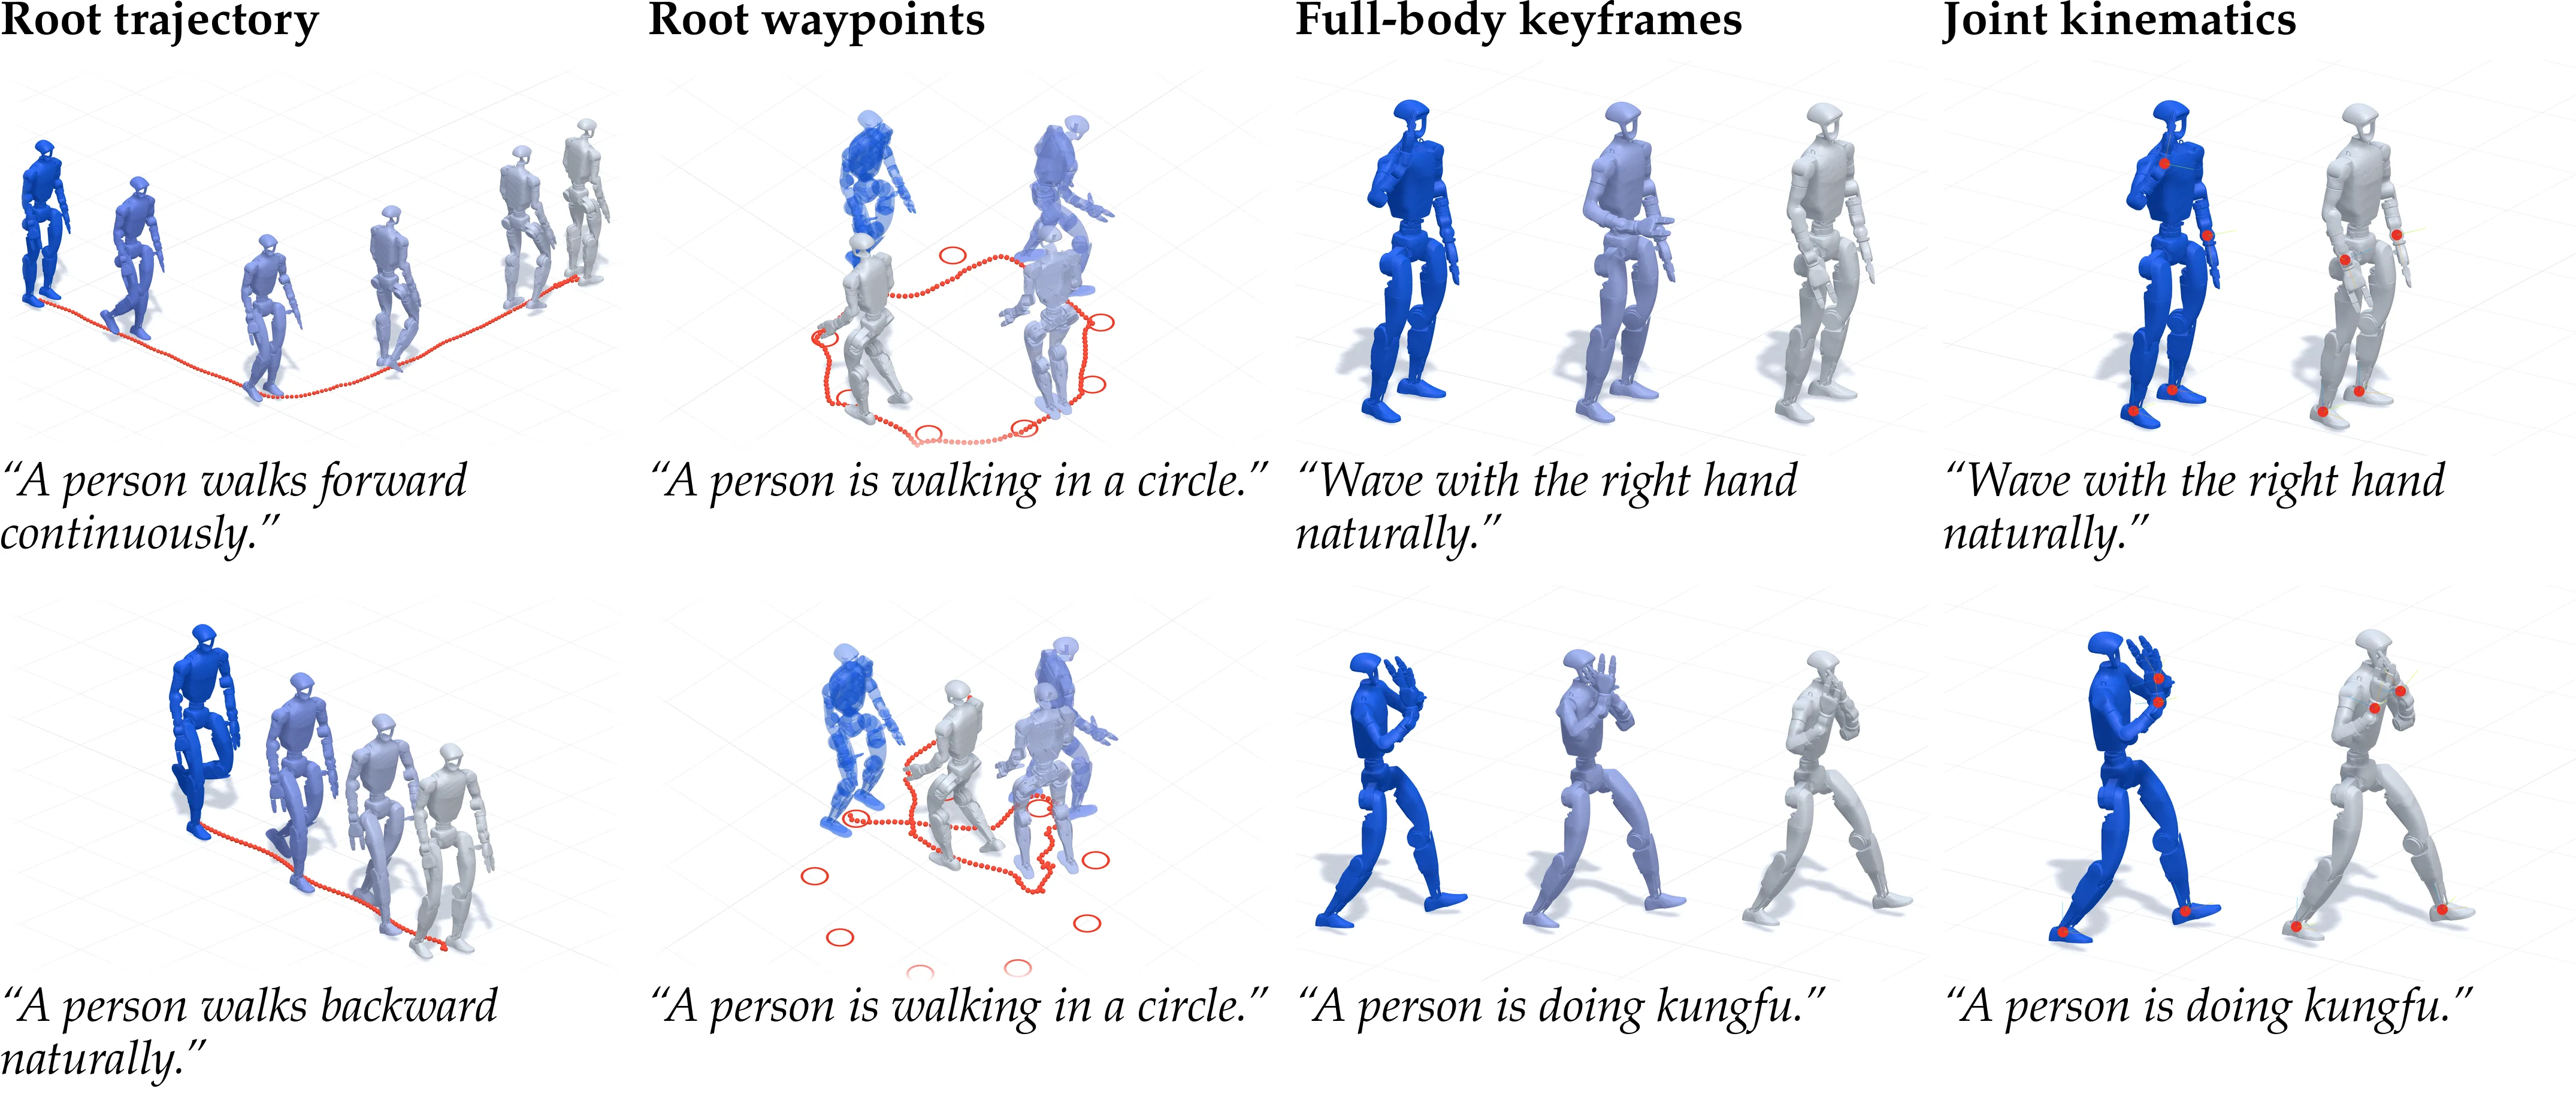 Root trajectory
Root waypoints
Full-body keyframes
Joint kinematics
“A person walks forward
continuously.”
“A person is walking in a circle.”
“Wave with the right hand
naturally.”
“Wave with the right hand
naturally.”
“A person walks backward
naturally.”
“A person is walking in a circle.”
“A person is doing kungfu.”
“A person is doing kungfu.”